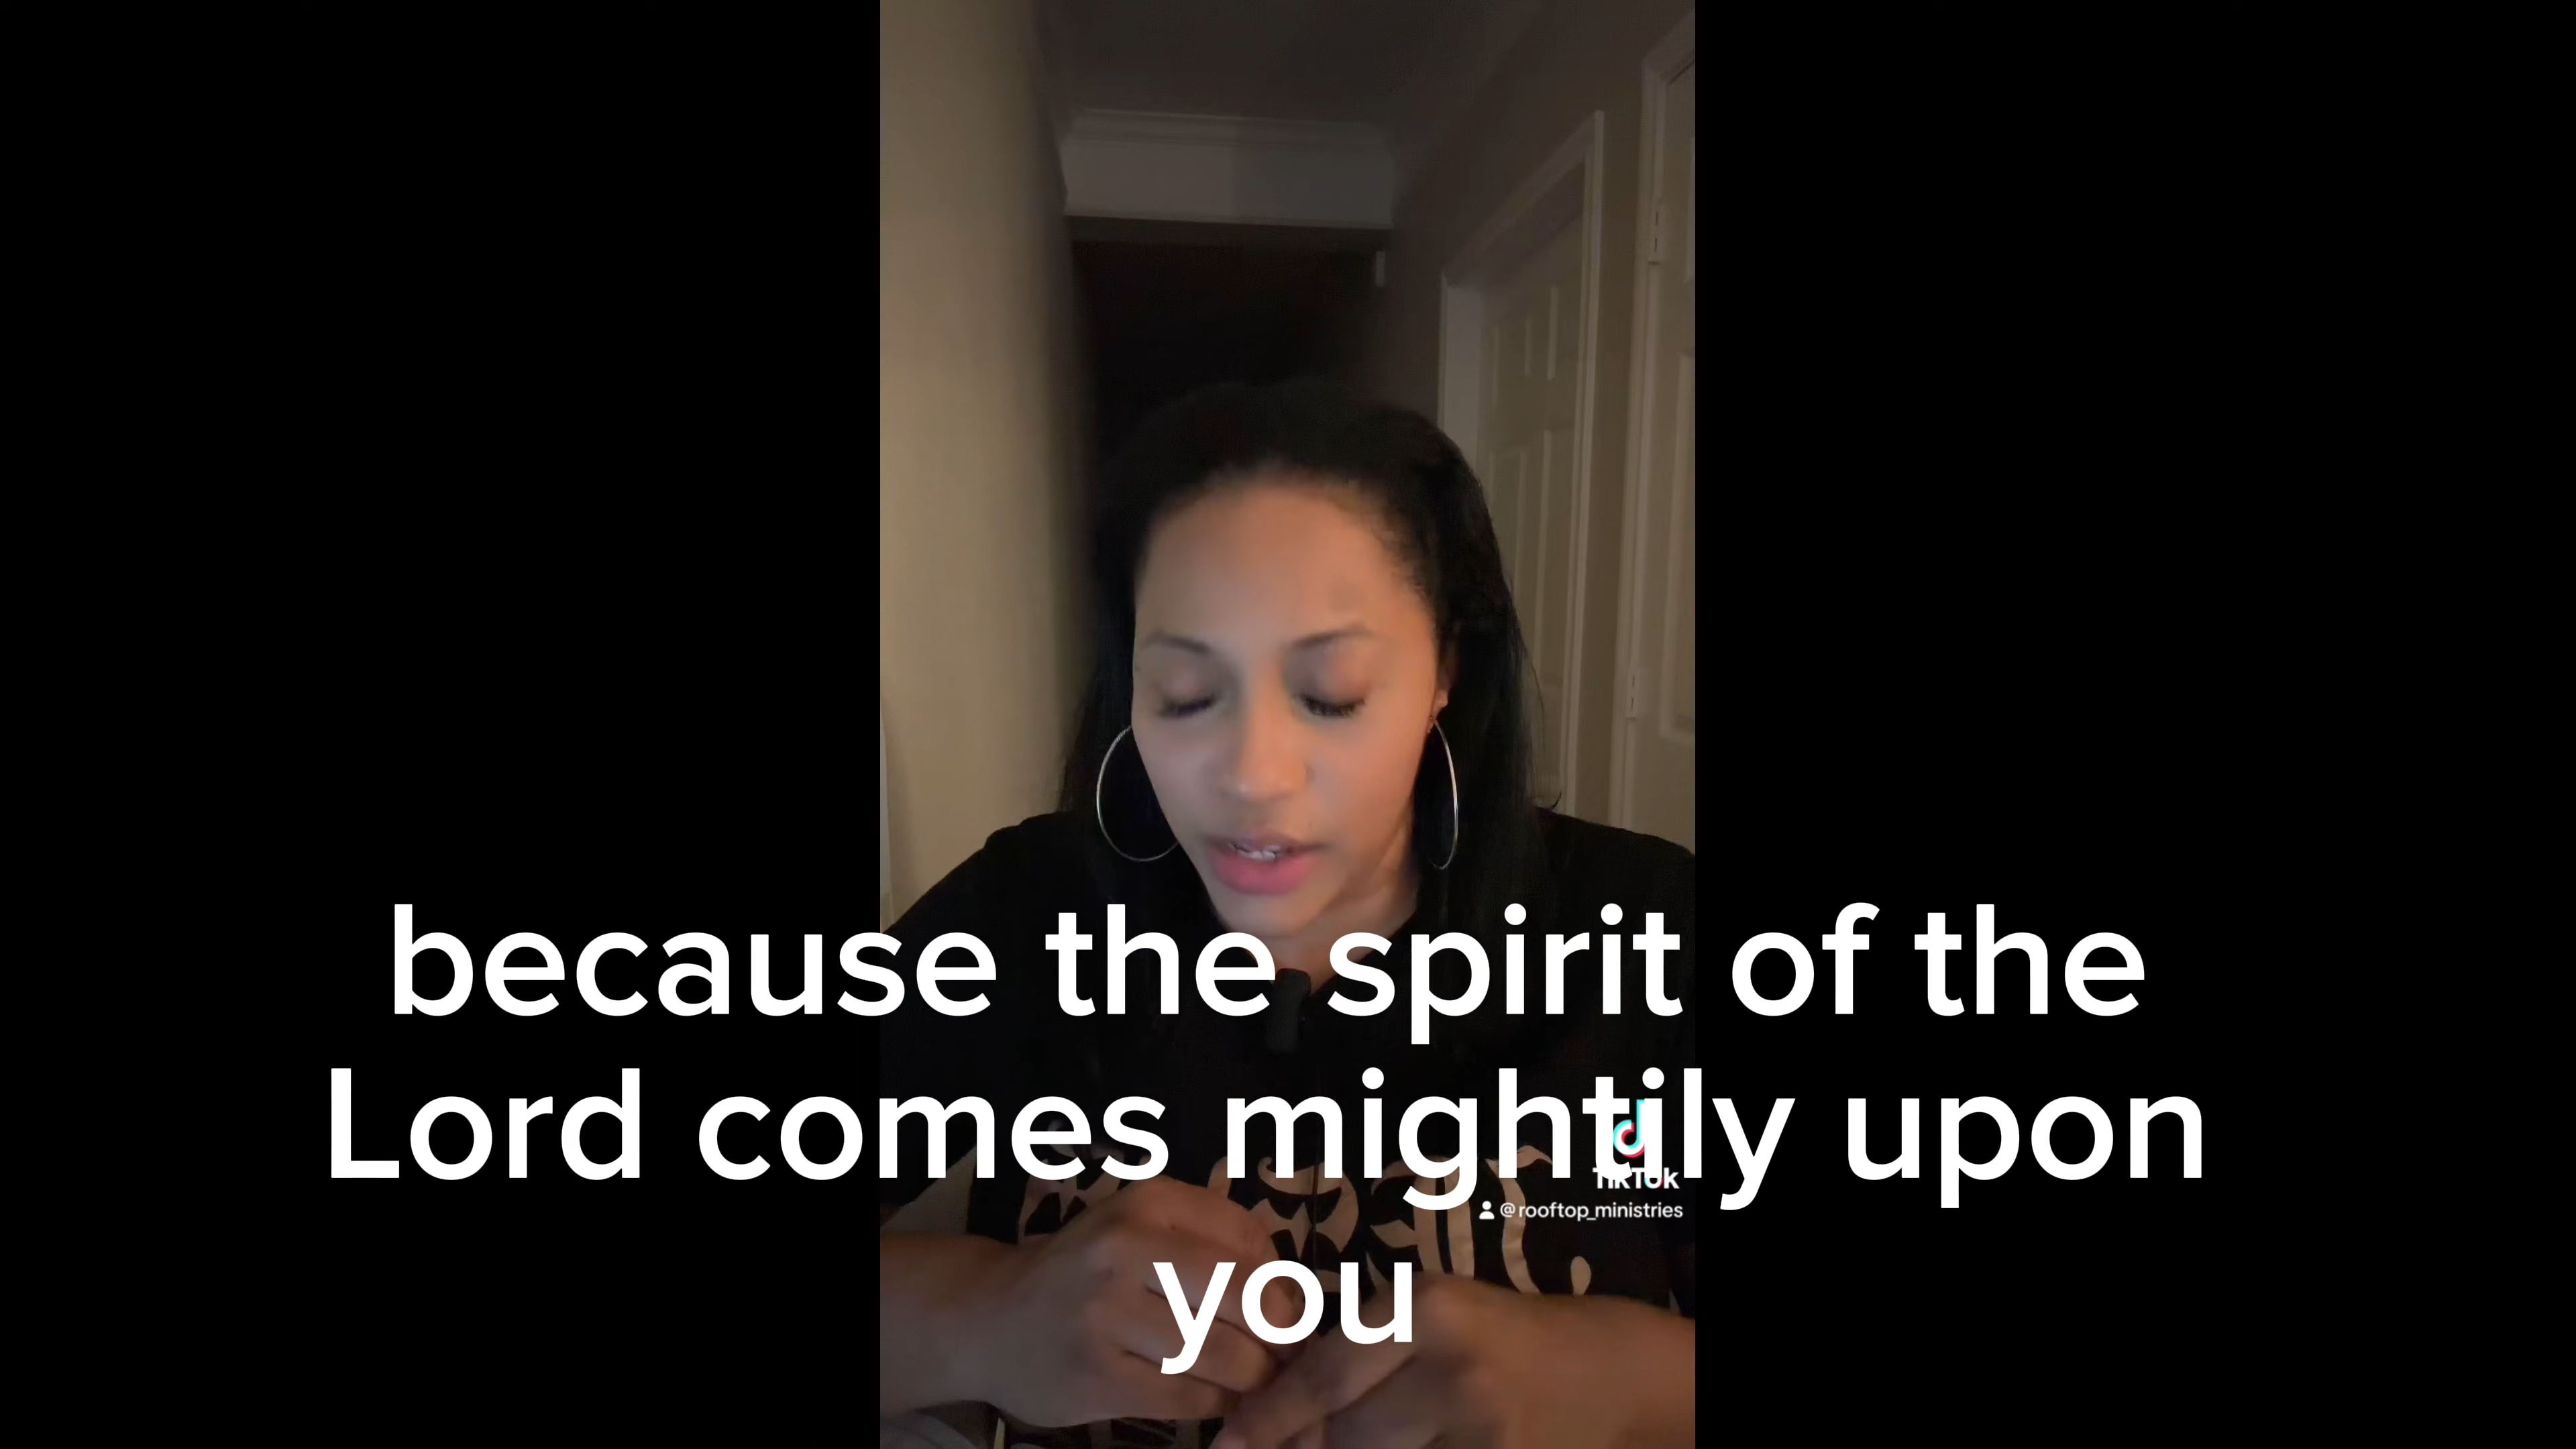 because the spirit of the
Lord comes mightily upon
you
TikTok
@rooftop_ministries